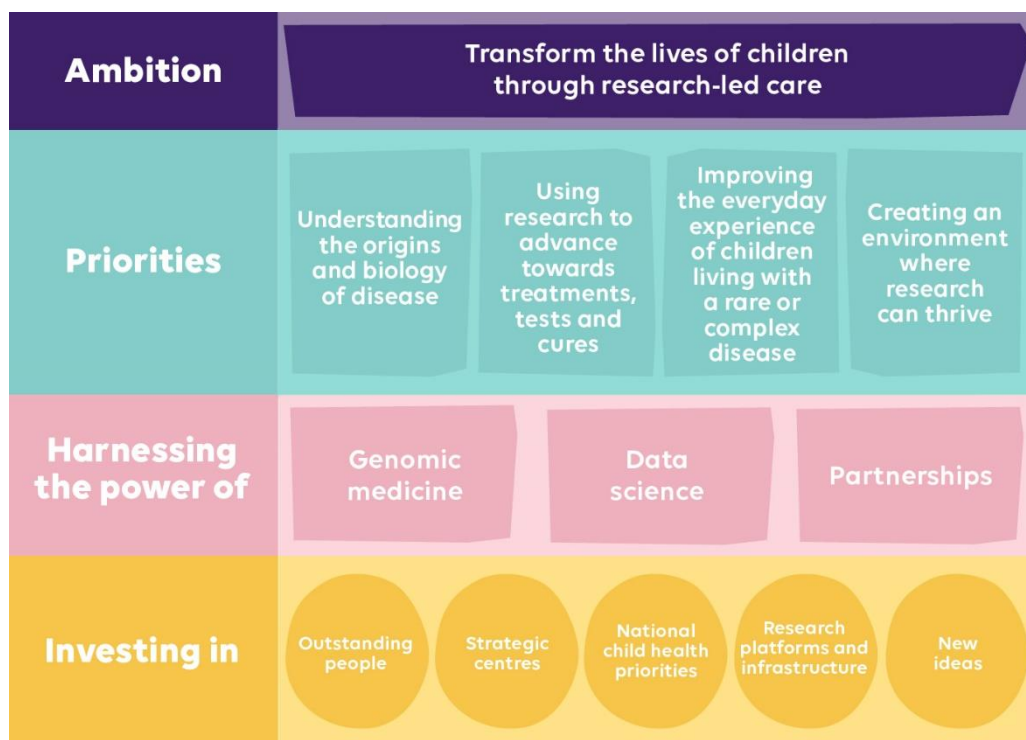 Ambition
Transform the lives of children
through research-led care
Priorities
Understanding
the origins
and biology
of disease
Using
research to
advance
towards
treatments,
tests and
cures
Improving
the everyday
experience
of children
living with
a rare or
complex
disease
Creating an
environment
where
research
can thrive
Harnessing
the power of
Genomic
medicine
Data
science
Partnerships
Investing in
Outstanding
people
Strategic
centres
National
child health
priorities
Research
platforms and
infrastructure
New
ideas